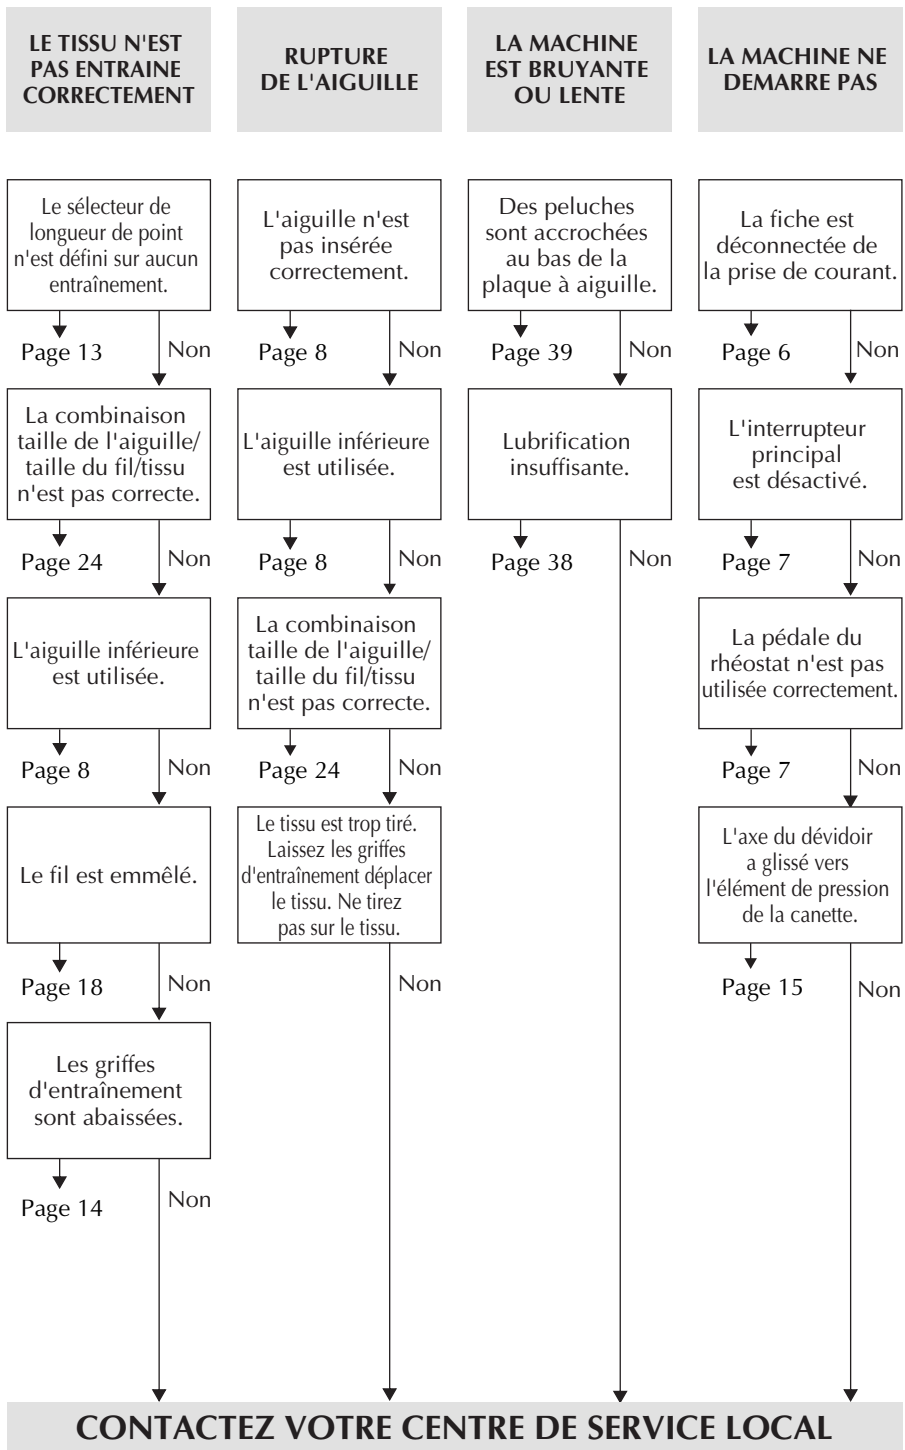 LE TISSU N'EST
PAS ENTRAINE
CORRECTEMENT
Le sélecteur de
longueur de point
n'est défini sur aucun
entraînement.
Page 13
Non
La combinaison
taille de l'aiguille/
taille du fil/tissu
n'est pas correcte.
Page 24
Non
L'aiguille inférieure
est utilisée.
Page 8
Non
Le fil est emmêlé.
Page 18
Non
Les griffes
d'entraînement
sont abaissées.
Page 14
Non
RUPTURE
DE L'AIGUILLE
L'aiguille n'est
pas insérée
correctement.
Page 8
Non
L'aiguille inférieure
est utilisée.
Page 8
Non
La combinaison
taille de l'aiguille/
taille du fil/tissu
n'est pas correcte.
Page 24
Non
Le tissu est trop tiré.
Laissez les griffes
d'entraînement déplacer
le tissu. Ne tirez
pas sur le tissu.
Non
LA MACHINE
EST BRUYANTE
OU LENTE
Des peluches
sont accrochées
au bas de la
plaque à aiguille.
Page 39
Non
Lubrification
insuffisante.
Page 38
Non
LA MACHINE NE
DEMARRE PAS
La fiche est
déconnectée de
la prise de courant.
Page 6
Non
L'interrupteur
principal
est désactivé.
Page 7
Non
La pédale du
rhéostat n'est pas
utilisée correctement.
Page 7
Non
L'axe du dévidoir
a glissé vers
l'élément de pression
de la canette.
Page 15
Non
CONTACTEZ VOTRE CENTRE DE SERVICE LOCAL